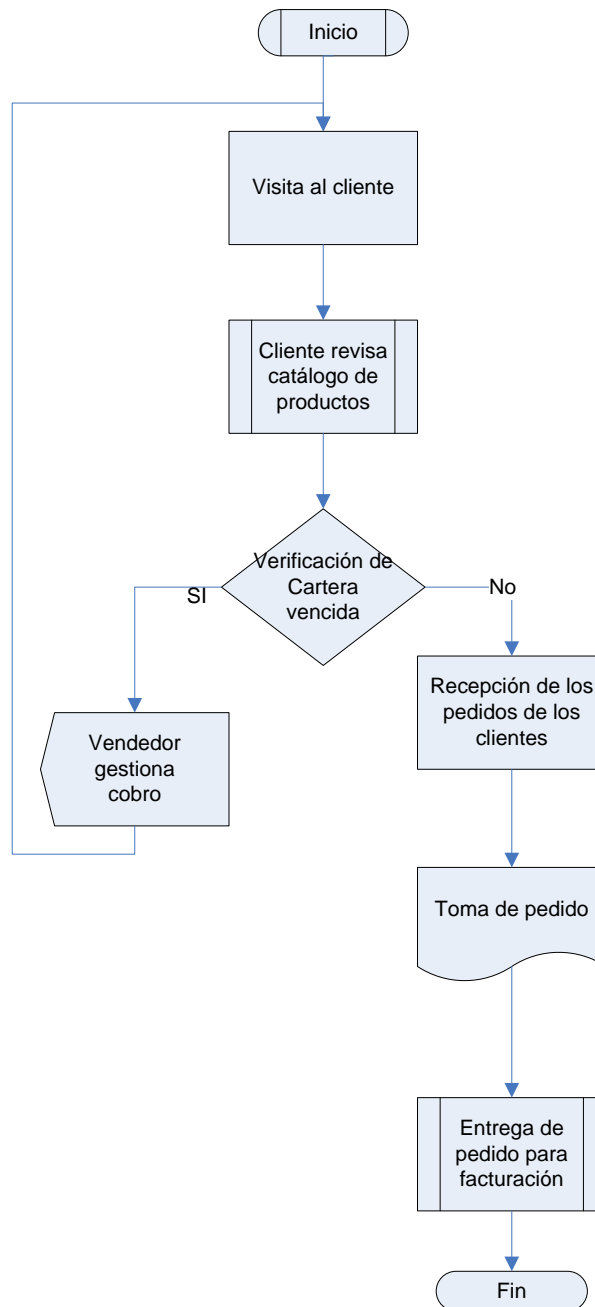 Inicio
Visita al cliente
Cliente revisa
catálogo de
productos
Verificación de
Cartera
vencida
SI
No
Recepción de los
pedidos de los
clientes
Vendedor
gestiona
cobro
Toma de pedido
Entrega de
pedido para
facturación
Fin